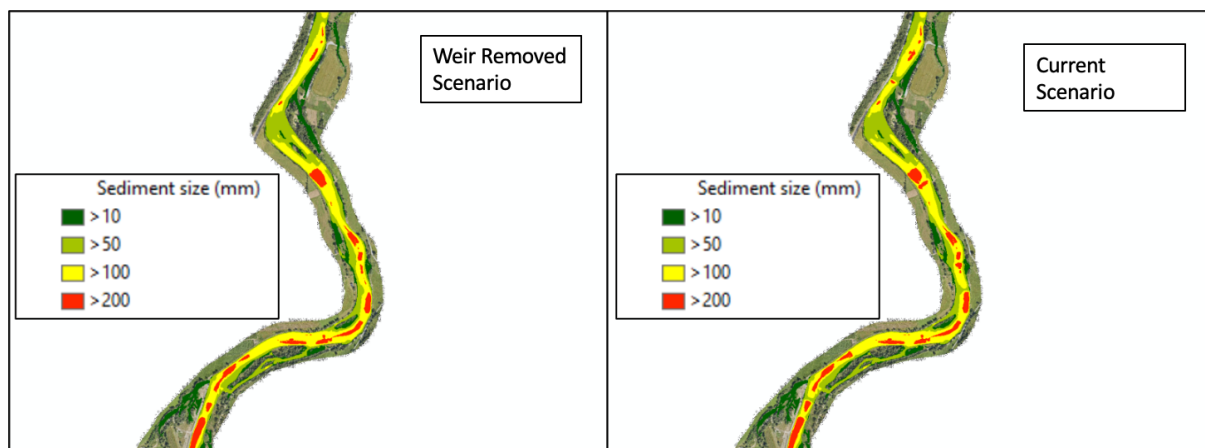 Weir Removed
Scenario
Sediment size (mm)
>10
>50
>100
>200
Current
Scenario
Sediment size (mm)
>10
>50
>100
>200